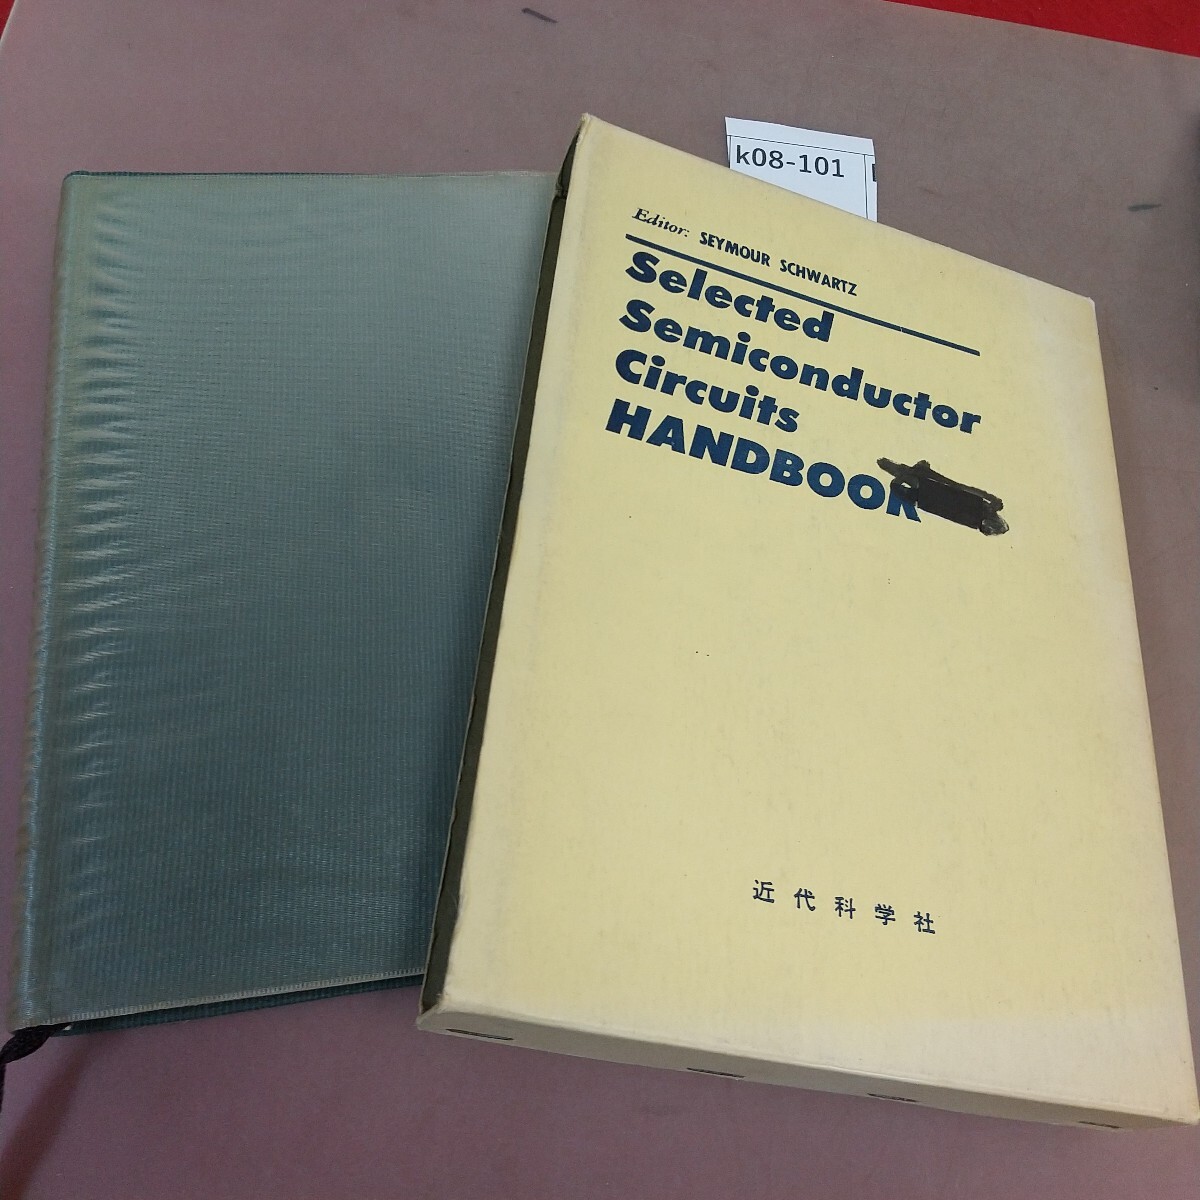 k08-101
Editor: SEYMOUR SCHWARTZ
Selected
Semiconductor
Circuits
HANDBOOK
近代科学社